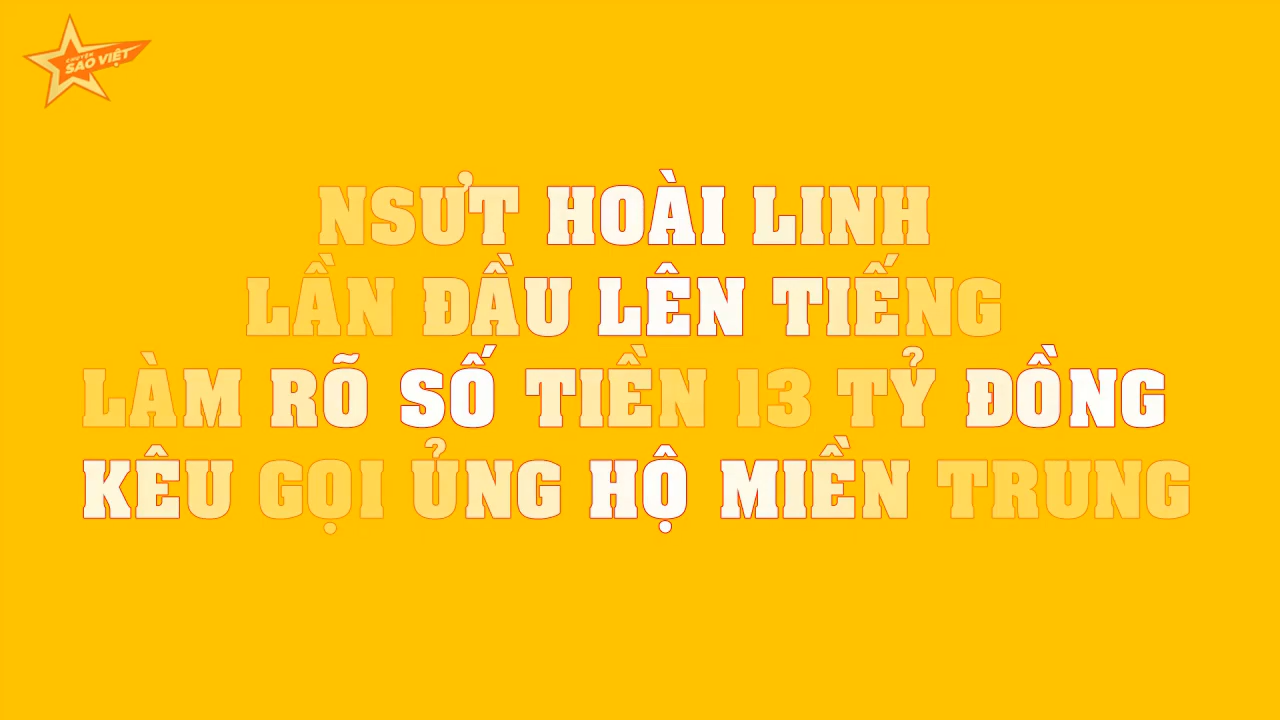 CHUYỆN
SAO VIỆT
NSƯT HOÀI LINH
LẦN ĐẦU LÊN TIẾNG
LÀM RÕ SỐ TIỀN 13 TỶ ĐỒNG
KÊU GỌI ỦNG HỘ MIỀN TRUNG